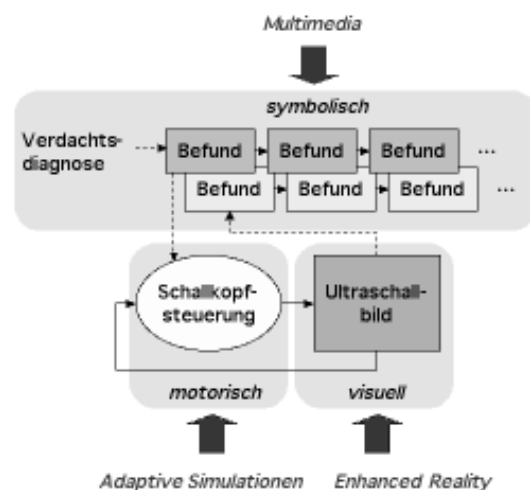 Multimedia
symbolisch
Verdachts-
diagnose
Befund Befund Befund ...
Befund Befund Befund ...
Schallkopf-
steuerung
Ultraschall-
bild
motorisch visuell
Adaptive Simulationen Enhanced Reality